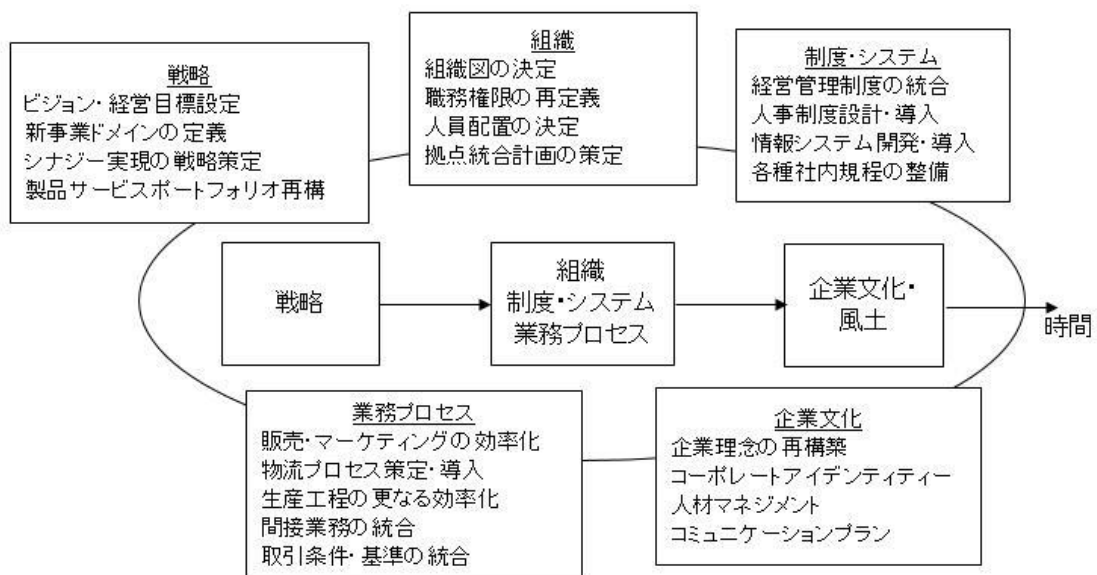 戦略
ビジョン・経営目標設定
新事業ドメインの定義
シナジー実現の戦略策定
製品サービスポートフォリオ再構
組織
組織図の決定
職務権限の再定義
人員配置の決定
拠点統合計画の策定
制度・システム
経営管理制度の統合
人事制度設計・導入
情報システム開発・導入
各種社内規程の整備
戦略
組織
制度・システム
業務プロセス
企業文化・
風土
時間
業務プロセス
販売・マーケティングの効率化
物流プロセス策定・導入
生産工程の更なる効率化
間接業務の統合
取引条件・基準の統合
企業文化
企業理念の再構築
コーポレートアイデンティティー
人材マネジメント
コミュニケーションプラン